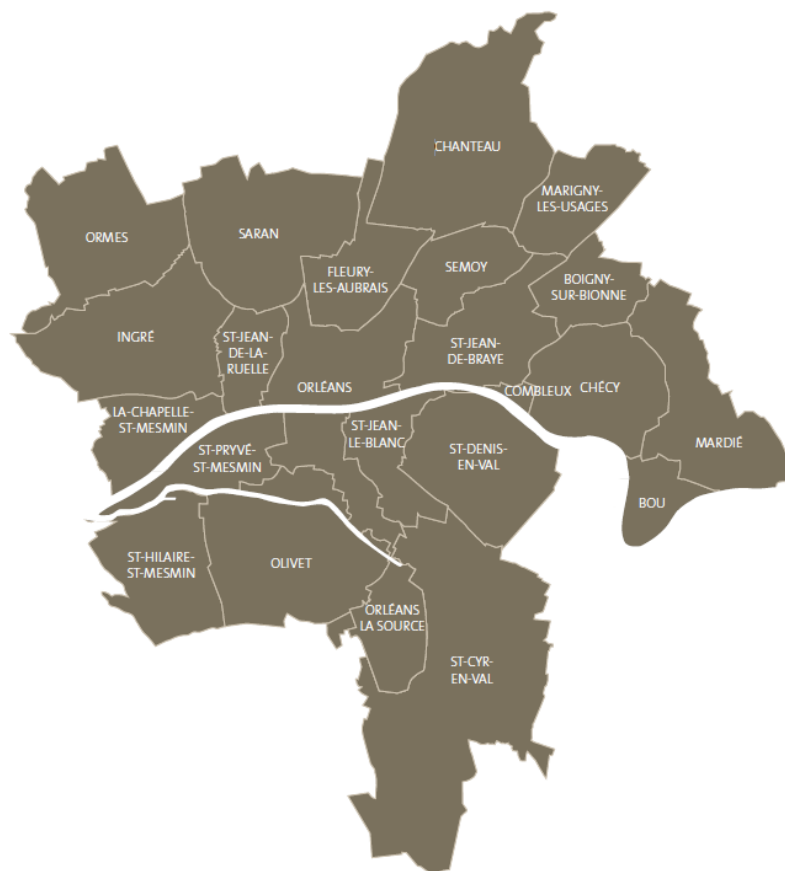 CHANTEAU
MARIGNY-
LES-USAGES
ORMES
SARAN
FLEURY-
LES-AUBRAIS
SEMOY
BOIGNY-
SUR-BIONNE
INGRÉ
ST-JEAN-
DE-LA-
RUELLE
ORLÉANS
ST-JEAN-
DE-BRAYE
COMBLEUX
CHÉCY
LA-CHAPELLE-
ST-MESMIN
ST-PRYVÉ-
ST-MESMIN
ST-JEAN-
LE-BLANC
ST-DENIS-
EN-VAL
MARDIÉ
BOU
ST-HILAIRE-
ST-MESMIN
OLIVET
ORLÉANS
LA SOURCE
ST-CYR-
EN-VAL